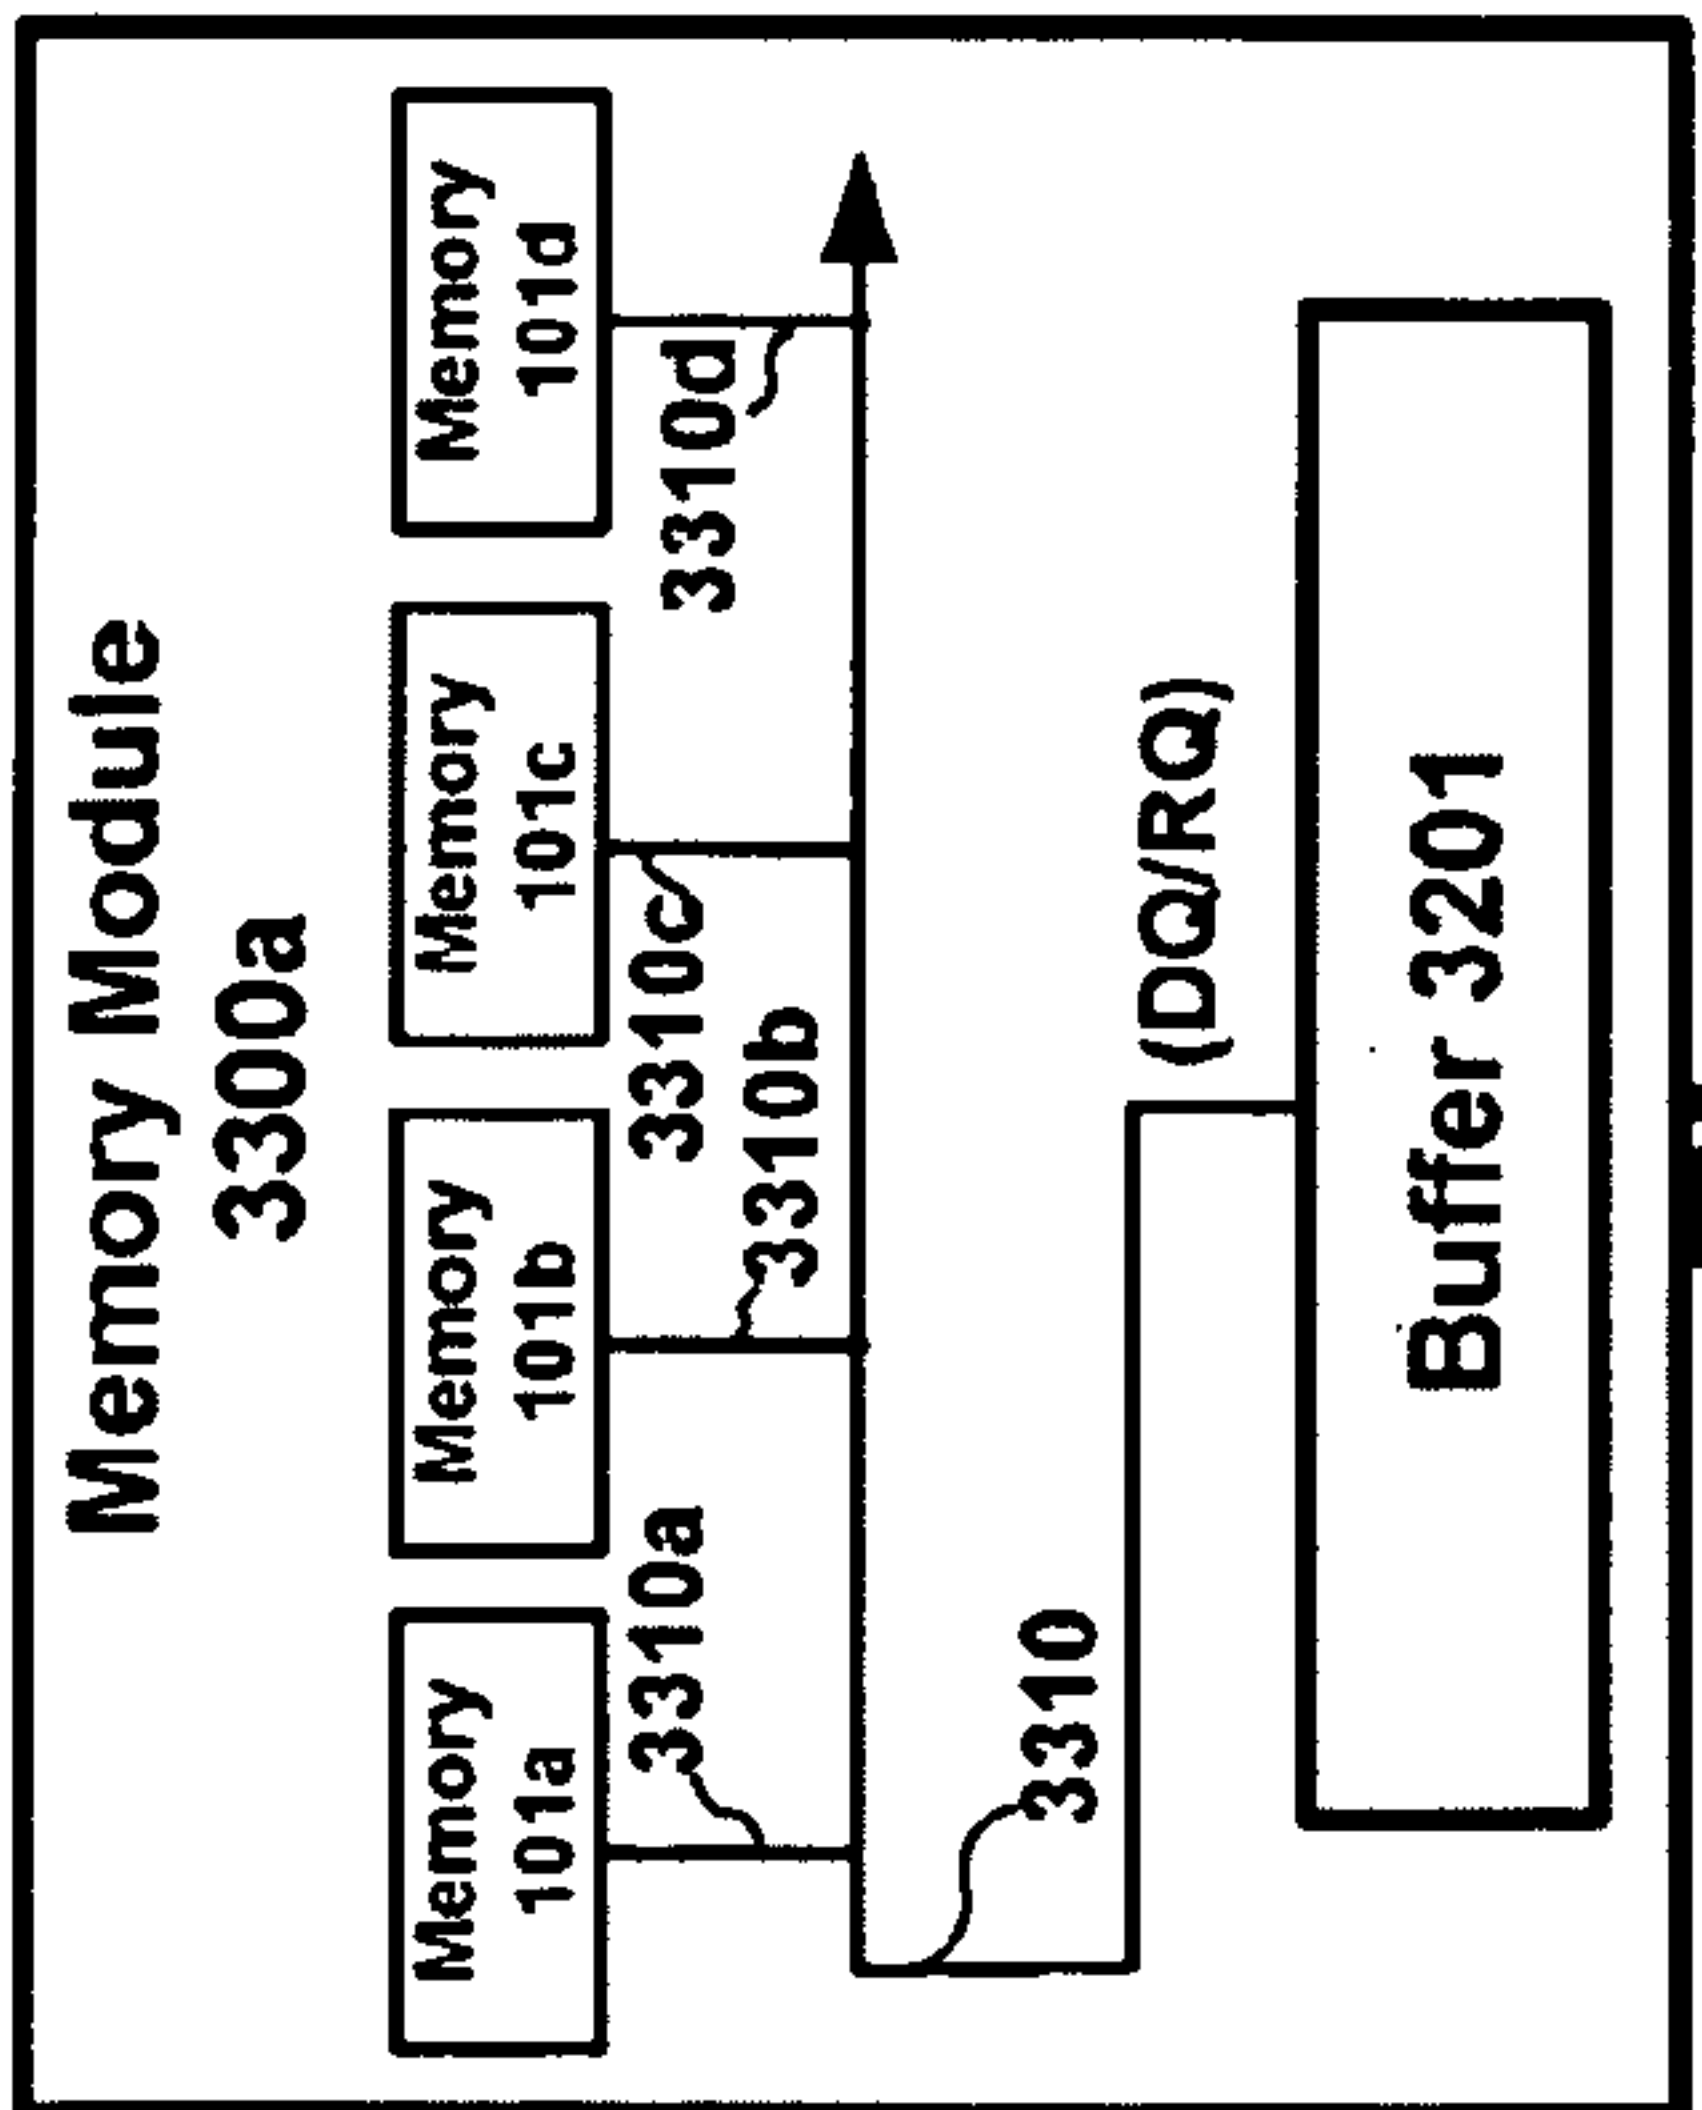 Memory Module
3300a
Memory
101a
Memory
101b
Memory
101c
Memory
101d
3310a
3310c
3310d
3310b
3310
(DQ/RQ)
Buffer 3201